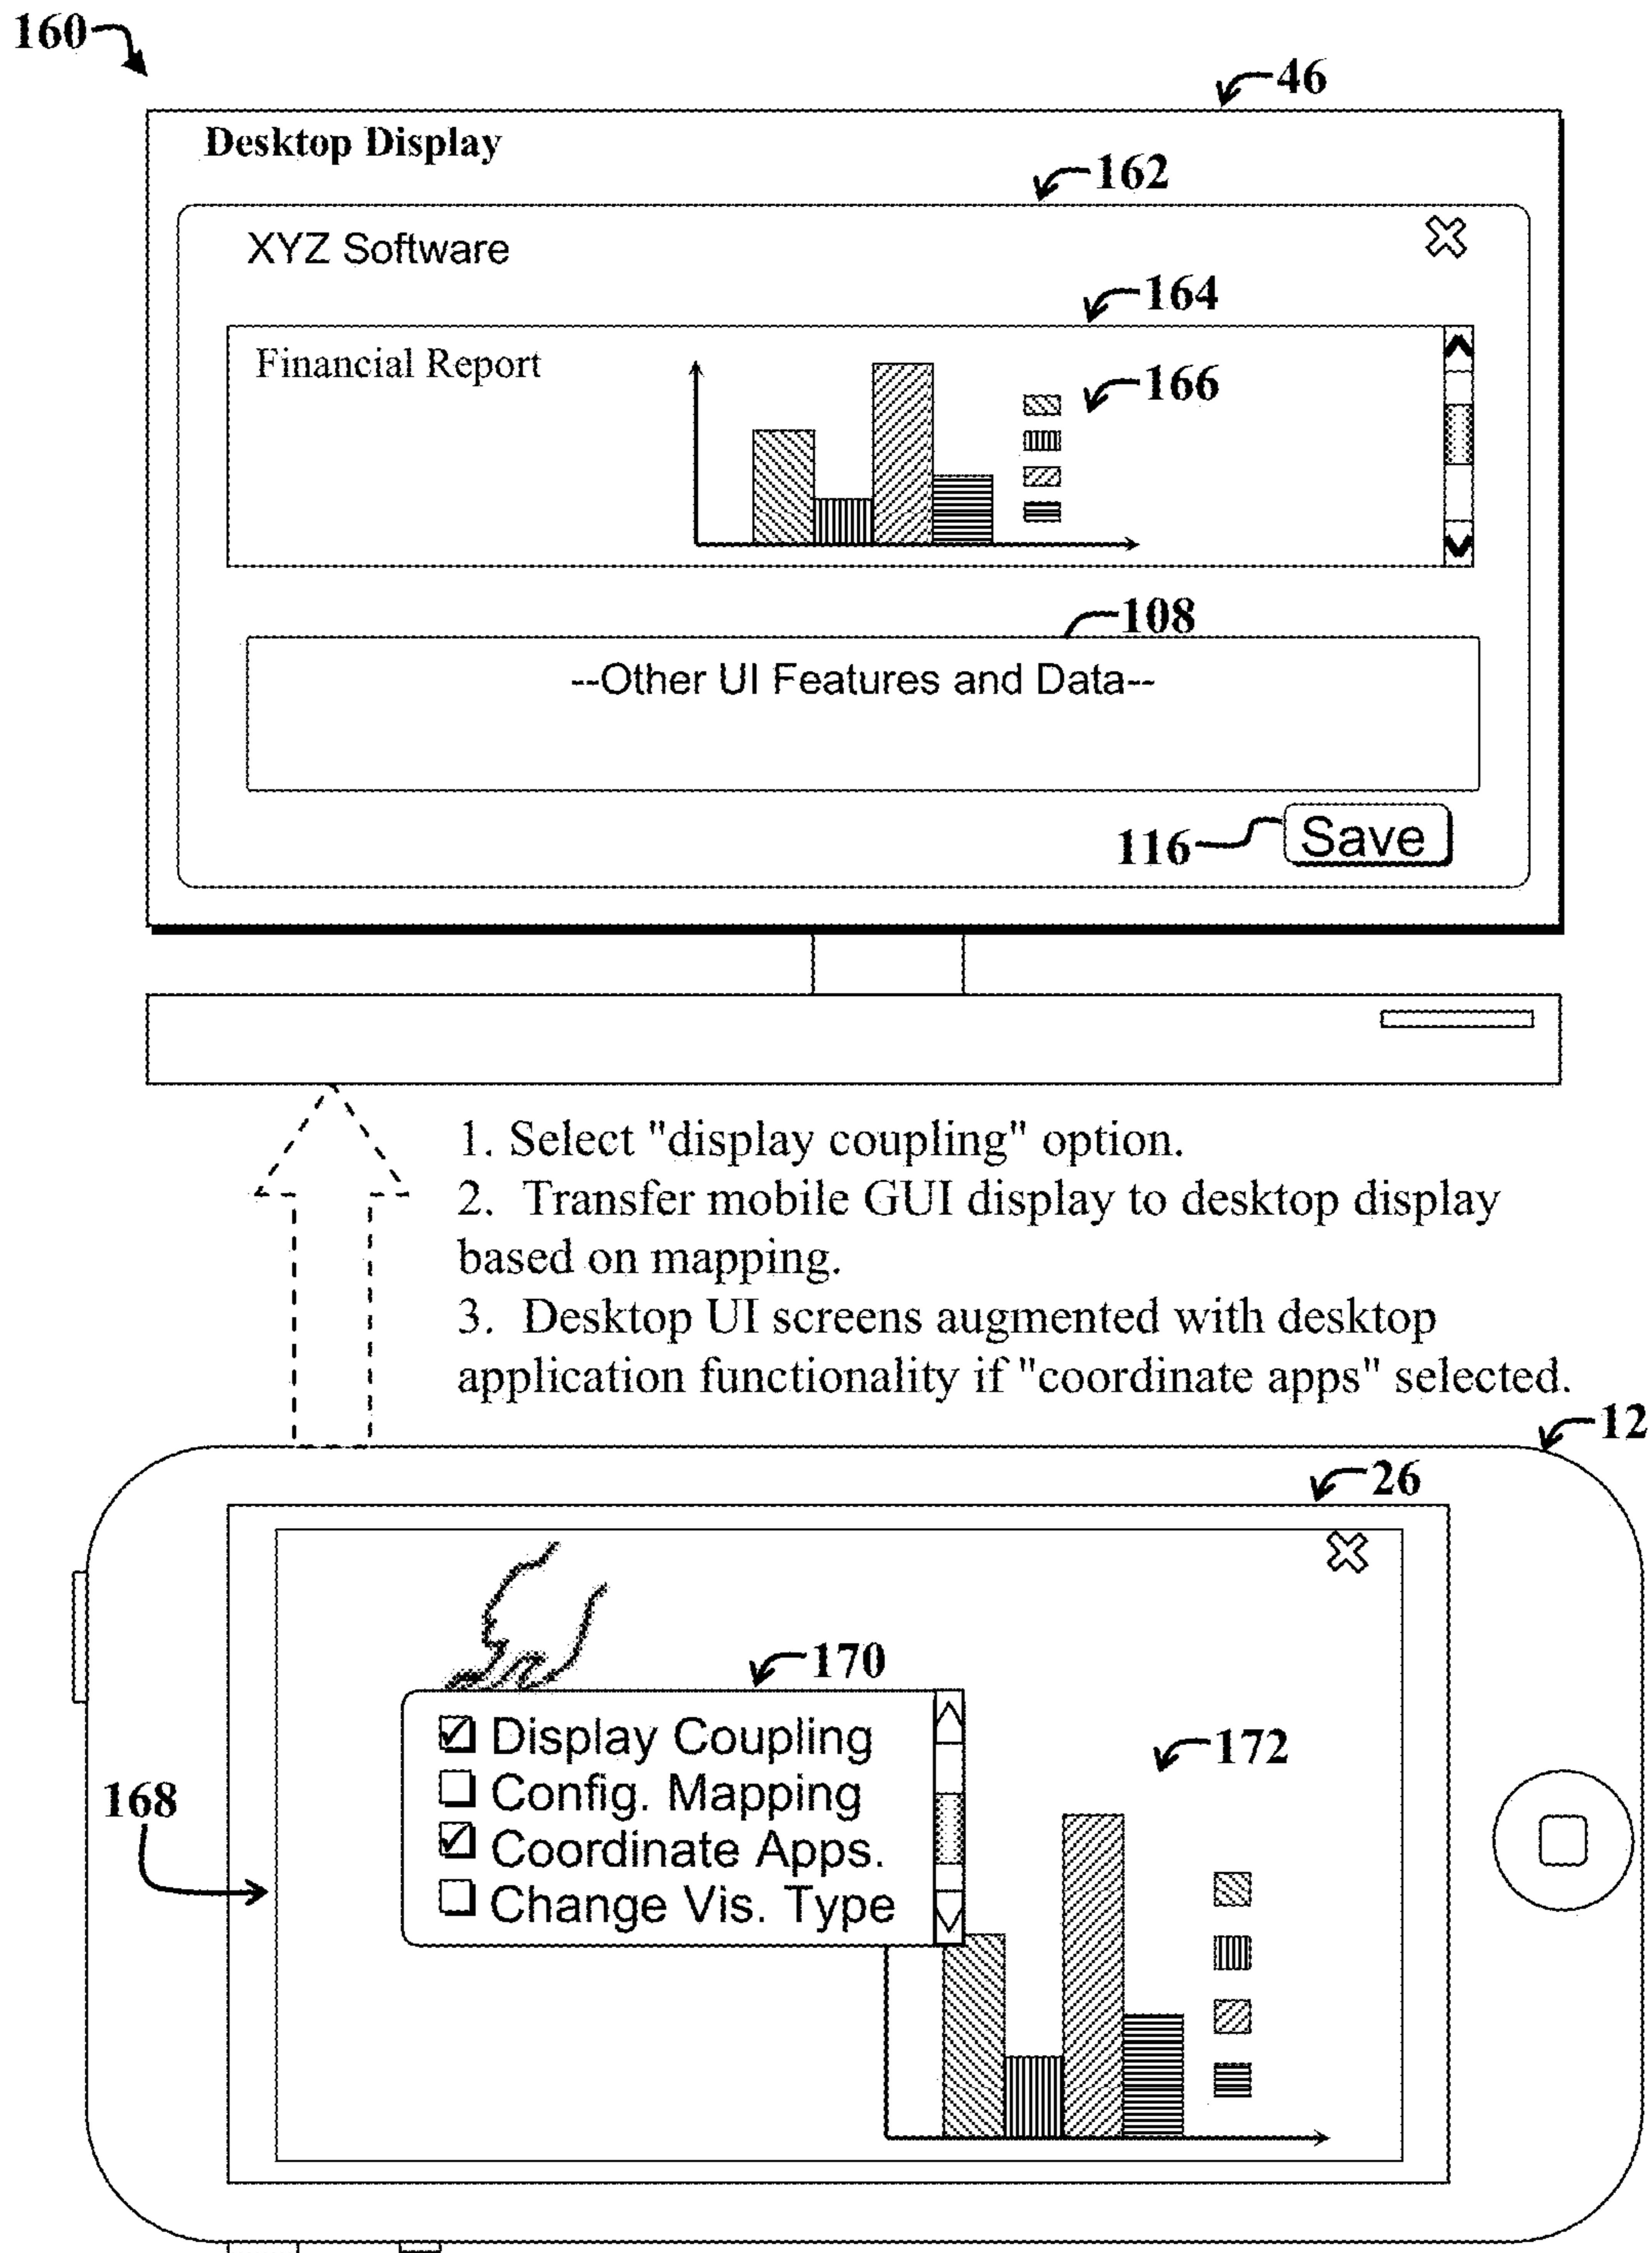 160
46
Desktop Display
162
XYZ Software
164
Financial Report
166
108
--Other UI Features and Data--
116
Save
1. Select "display coupling" option.
2. Transfer mobile GUI display to desktop display
based on mapping.
3. Desktop UI screens augmented with desktop
application functionality if "coordinate apps" selected.
12
26
170
Display Coupling
172
Config. Mapping
168
Coordinate Apps.
Change Vis. Type